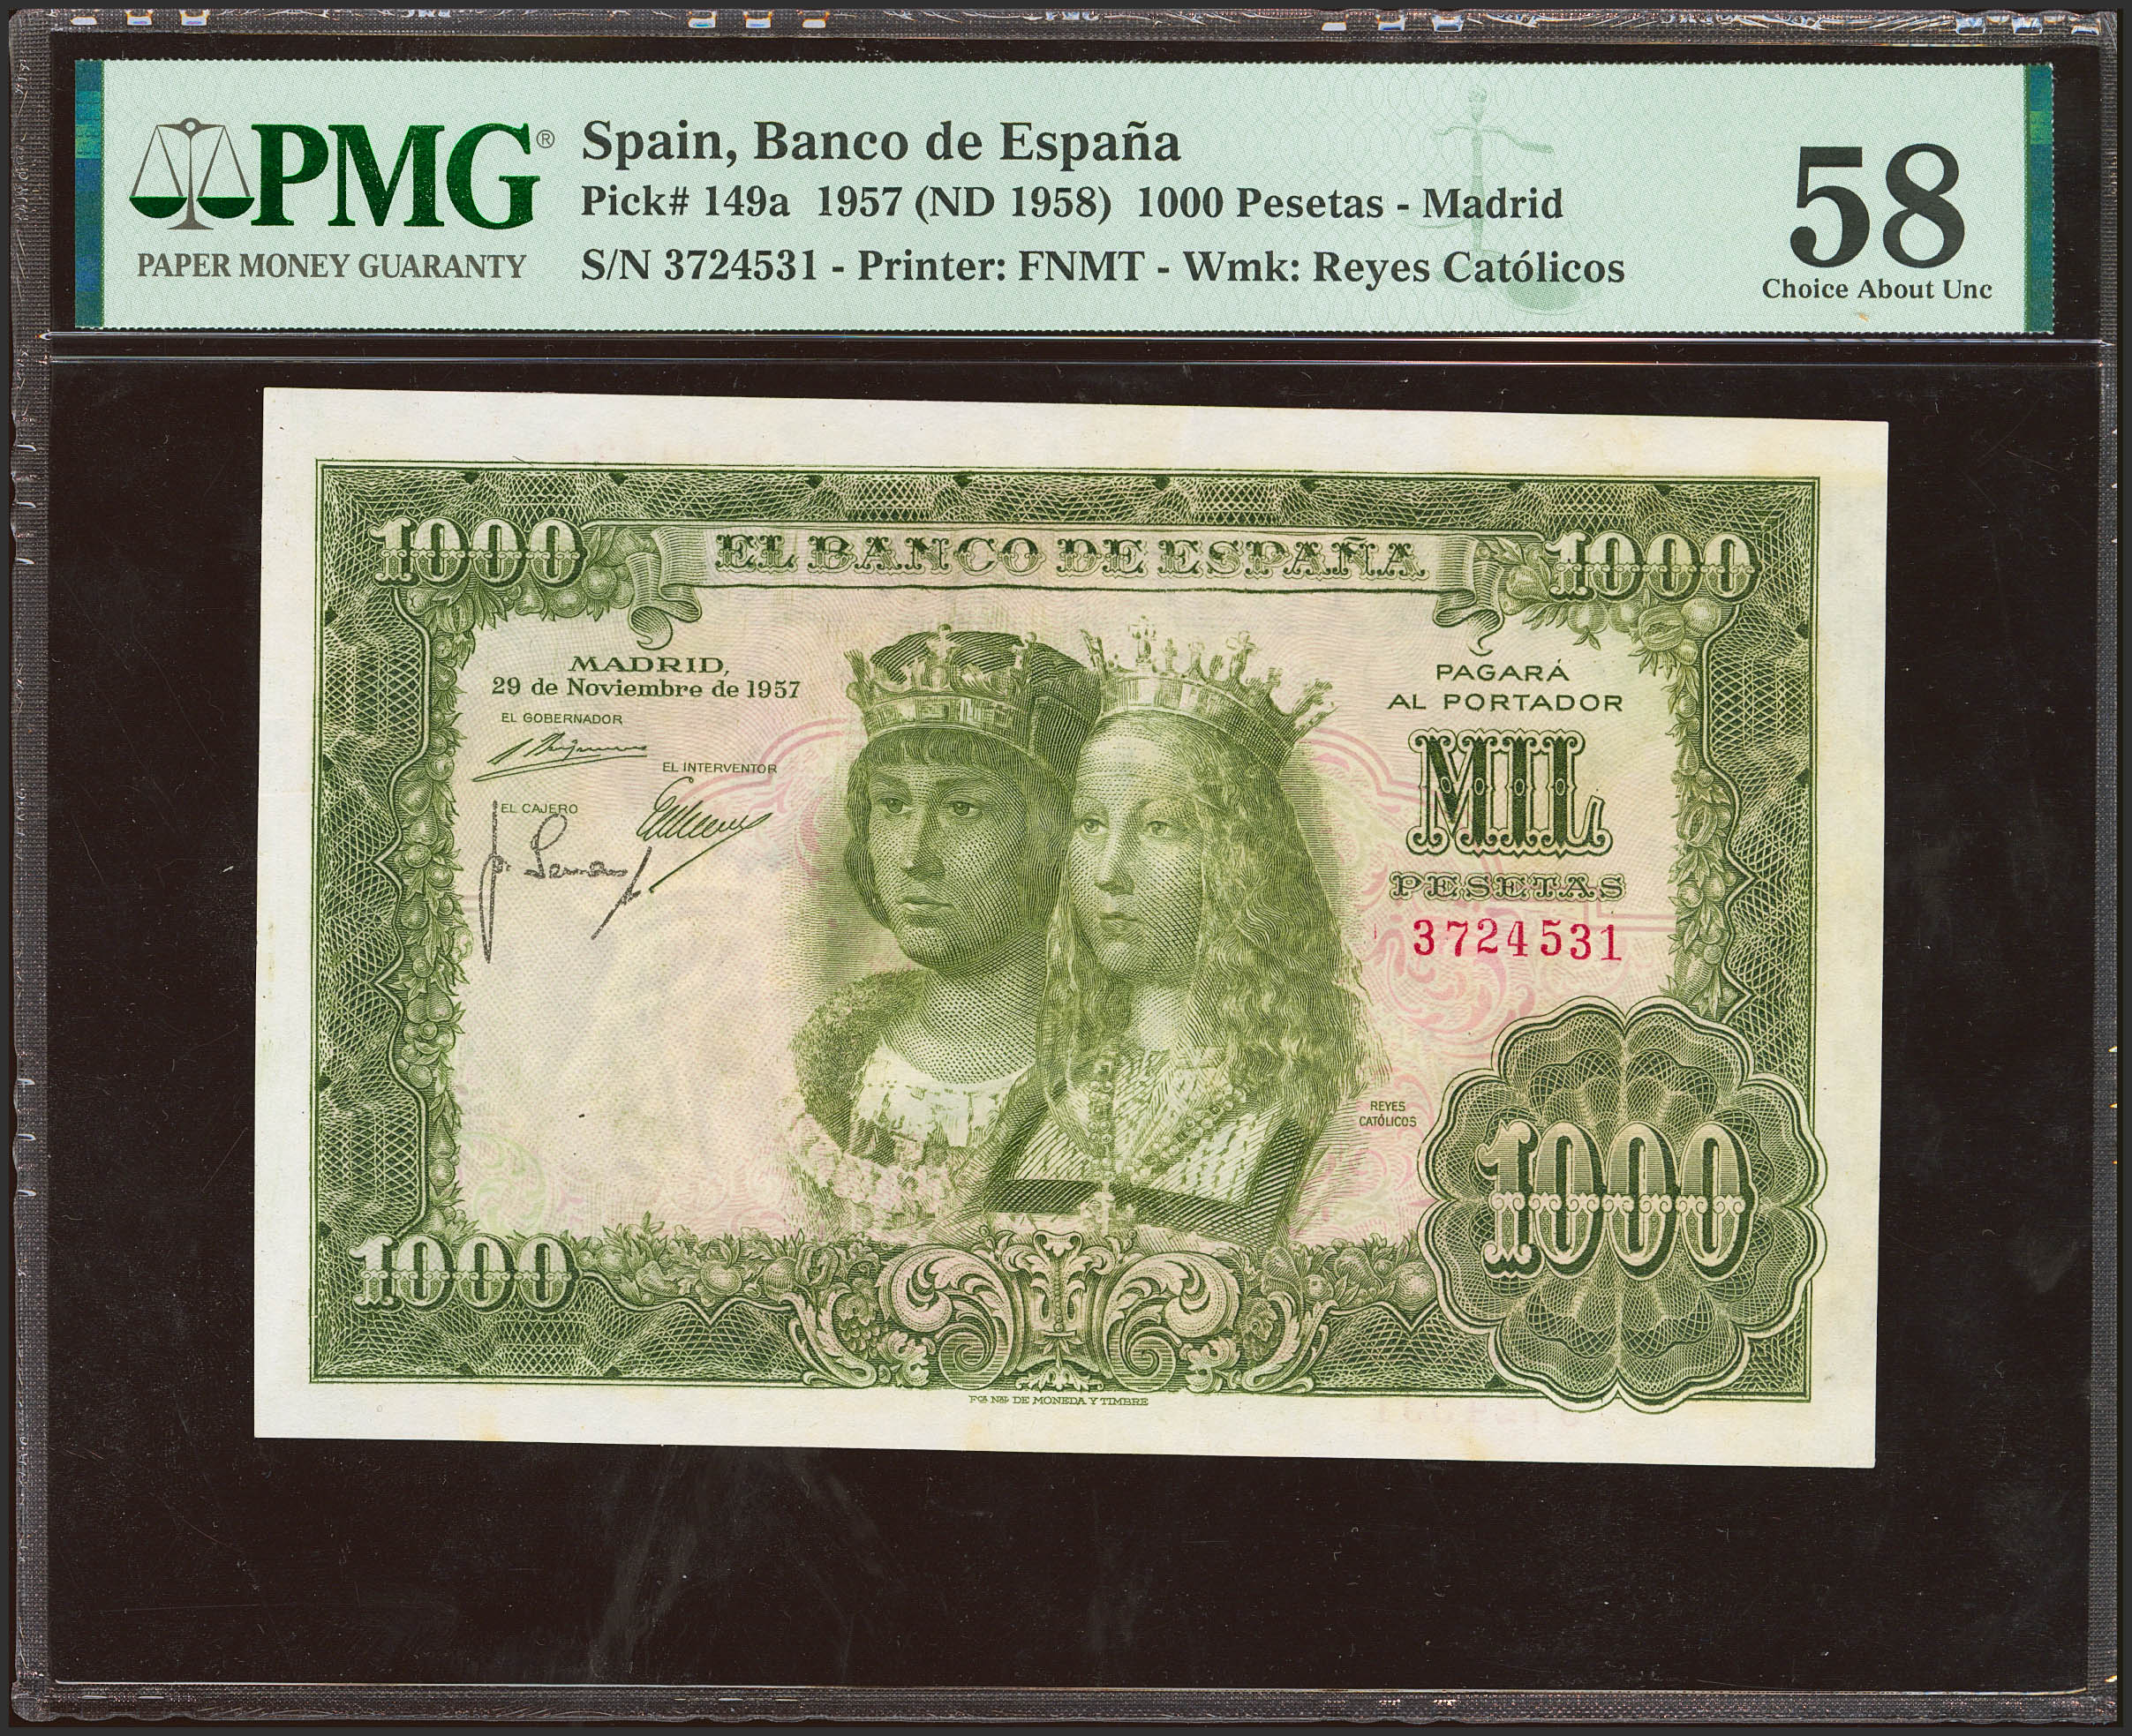 PMG®
PAPER MONEY GUARANTY
Spain, Banco de España
Pick# 149a 1957 (ND 1958) 1000 Pesetas - Madrid
S/N 3724531 - Printer: FNMT - Wmk: Reyes Católicos
58
Choice About Unc
1000
EL BANCO DE ESPAÑA
1000
MADRID,
29 de Noviembre de 1957
EL GOBERNADOR
EL INTERVENTOR
EL CAJERO
PAGARÁ
AL PORTADOR
MIL
PESETAS
3724531
REYES
CATÓLICOS
1000
1000
FCA. NAL. DE MONEDA Y TIMBRE